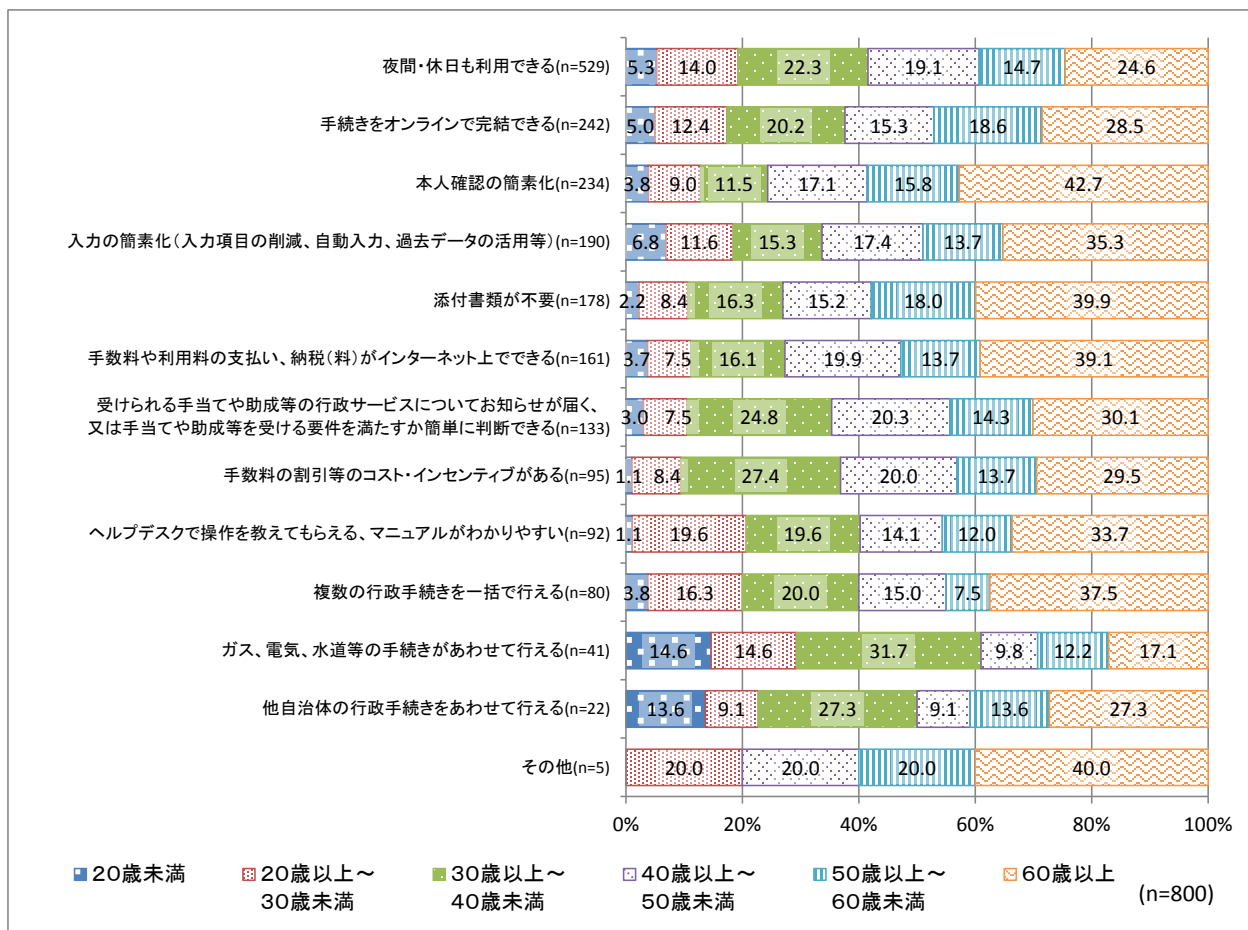 夜間・休日も利用できる(n=529)
5.3 14.0 22.3 19.1 14.7 24.6
手続きをオンラインで完結できる(n=242)
5.0 12.4 20.2 15.3 18.6 28.5
本人確認の簡素化(n=234)
3.8 9.0 11.5 17.1 15.8 42.7
入力の簡素化(入力項目の削減、自動入力、過去データの活用等)(n=190)
6.8 11.6 15.3 17.4 13.7 35.3
添付書類が不要(n=178)
2.2 8.4 16.3 15.2 18.0 39.9
手数料や利用料の支払い、納税(料)がインターネット上でできる(n=161)
3.7 7.5 16.1 19.9 13.7 39.1
受けられる手当てや助成等の行政サービスについてお知らせが届く、
又は手当てや助成等を受ける要件を満たすか簡単に判断できる(n=133)
3.0 7.5 24.8 20.3 14.3 30.1
手数料の割引等のコスト・インセンティブがある(n=95)
1.1 8.4 27.4 20.0 13.7 29.5
ヘルプデスクで操作を教えてもらえる、マニュアルがわかりやすい(n=92)
1.1 19.6 19.6 14.1 12.0 33.7
複数の行政手続きを一括で行える(n=80)
3.8 16.3 20.0 15.0 7.5 37.5
ガス、電気、水道等の手続きがあわせて行える(n=41)
14.6 14.6 31.7 9.8 12.2 17.1
他自治体の行政手続きをあわせて行える(n=22)
13.6 9.1 27.3 9.1 13.6 27.3
その他(n=5)
20.0 20.0 20.0 40.0
0% 20% 40% 60% 80% 100%
20歳未満 20歳以上～ 30歳以上～ 40歳以上～ 50歳以上～ 60歳以上
30歳未満 40歳未満 50歳未満 60歳未満
(n=800)